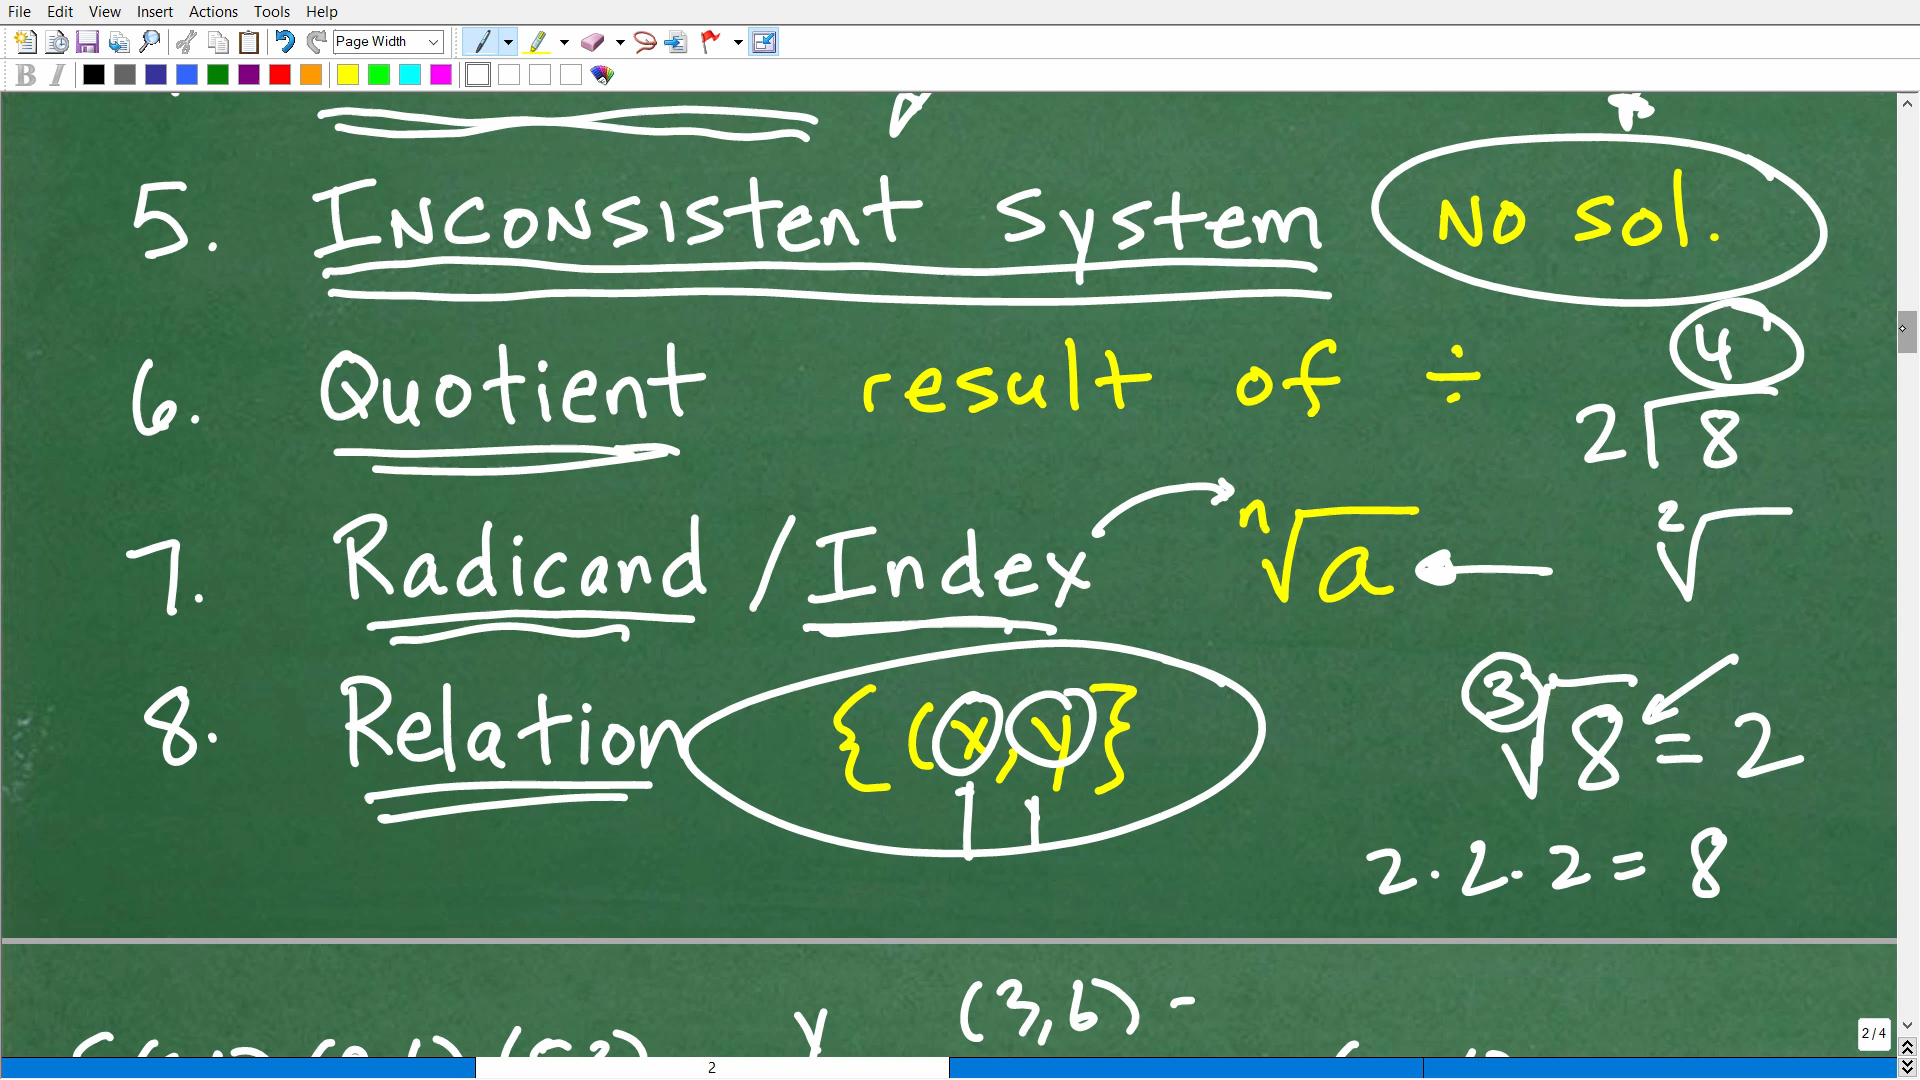 File Edit View Insert Actions Tools Help
Page Width
B I
5. Inconsistent System No sol.
6. Quotient result of ÷ 2 8 4
7. Radicand / Index n√a 2√
8. Relation {(x,y} 3√8 = 2
2·2·2 = 8
(3,6) -
y
2/4
2